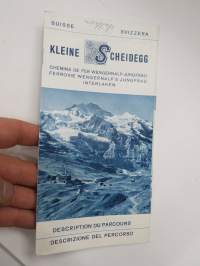 SUISSE SVIZZERA
KLEINE SCHEIDEGG
CHEMINS DE FER WENGERNALP-JUNGFRAU
FERROVIE WENGERNALP E JUNGFRAU
INTERLAKEN
DESCRIPTION DU PARCOURS
DESCRIZIONE DEL PERCORSO